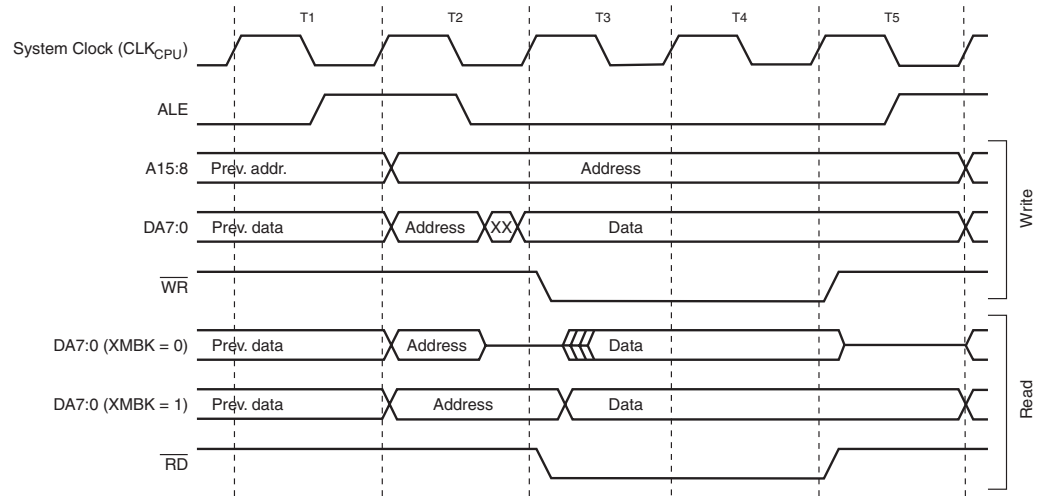 T1 T2 T3 T4 T5
System Clock (CLKCPU)
ALE
A15:8 Prev. addr. Address
DA7:0 Prev. data Address XX Data
WR
Write
DA7:0 (XMBK = 0) Prev. data Address Data
DA7:0 (XMBK = 1) Prev. data Address Data
RD
Read